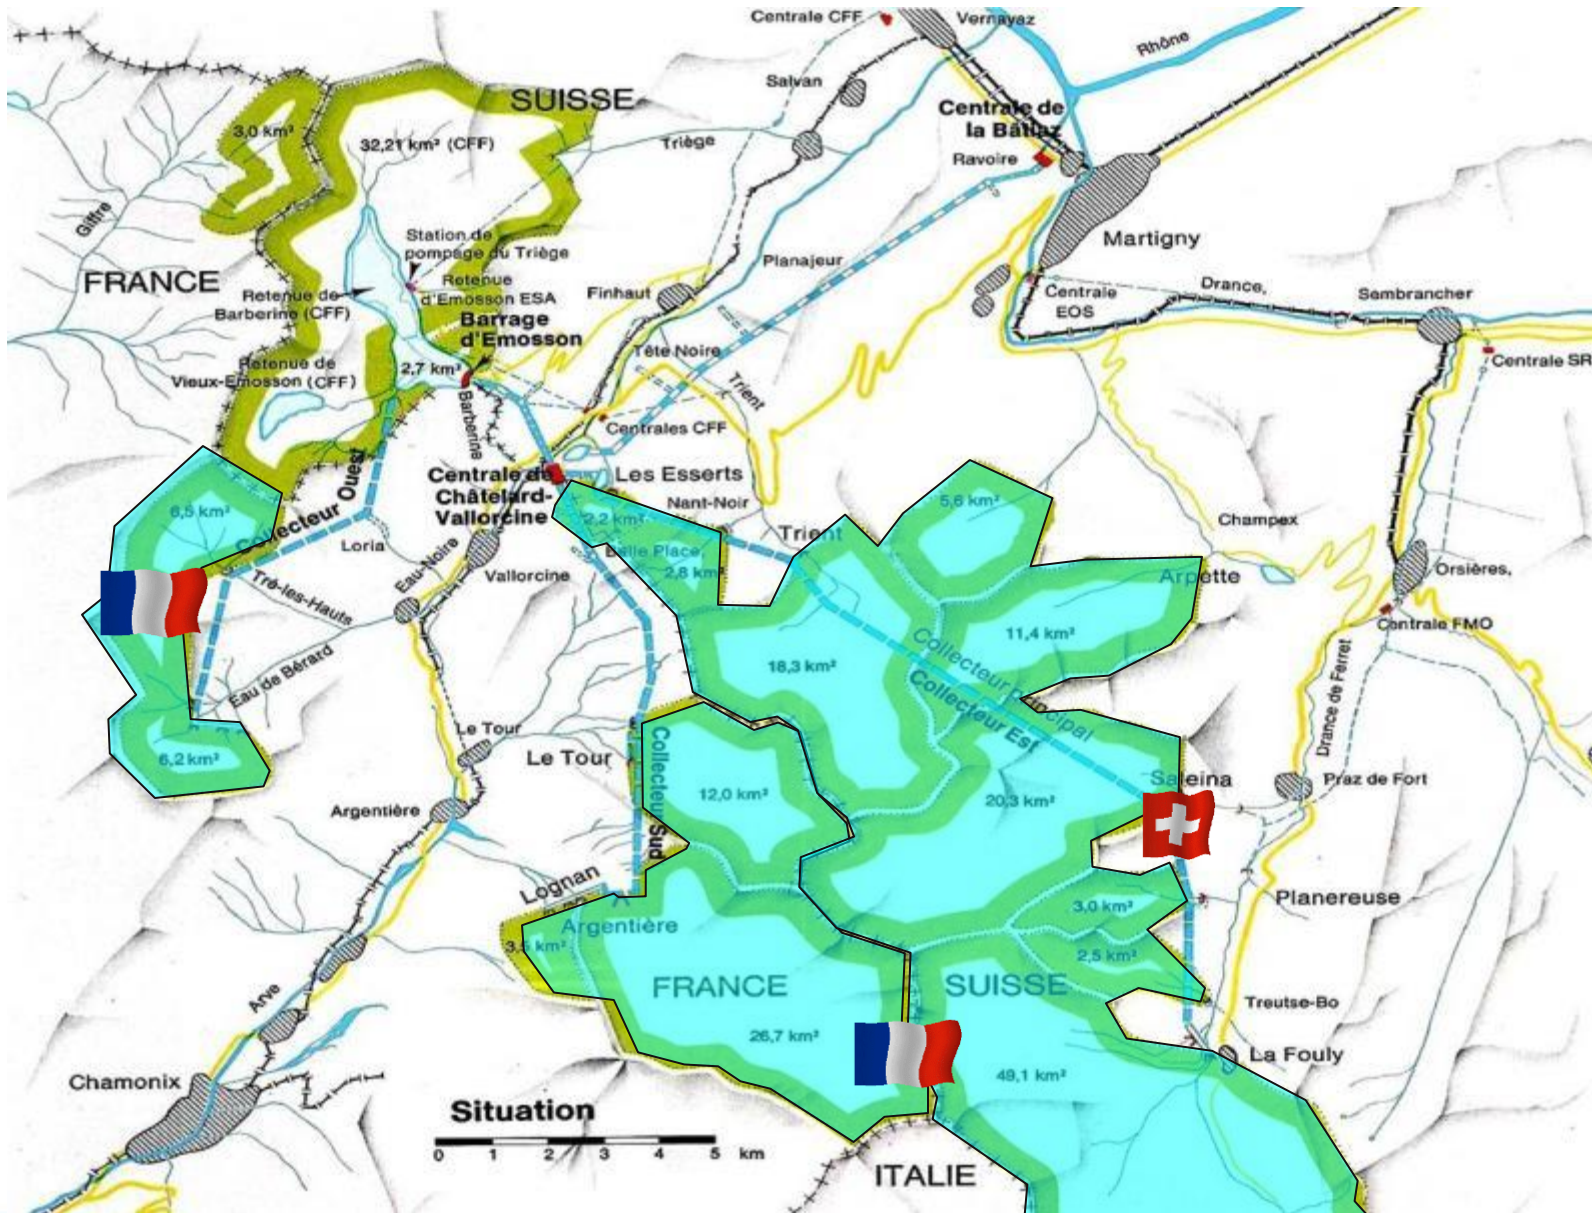 Centrale CFF
Vernayaz
Rhône
Salvan
SUISSE
Centrale de
la Bâtiaz
3,0 km²
32,21 km² (CFF)
Triège
Ravoire
Giffre
Station de
pompage du Triège
Martigny
FRANCE
Planajeur
Retenue de
Barberine (CFF)
Retenue
d'Emosson ESA
Finhaut
Centrale
EOS
Drance,
Sembrancher
Barrage
d'Emosson
Tête Noire
Retenue de
Vieux-Emosson (CFF)
2,7 km²
Centrale SR
Trient
Barberine
Centrales CFF
Collecteur Ouest
Centrale de
Châtelard-
Vallorcine
Les Esserts
Nant-Noir
6,5 km²
2,2 km²
Trient
5,6 km²
Champex
Loria
Eau-Noire
Vallorcine
Belle Place,
2,8 km²
Arpette
Orsières,
Tré-les-Hauts
Centrale FMO
11,4 km²
18,3 km²
Collecteur principal
Collecteur Est
Eau de Bérard
Drance de Ferret
Le Tour
Le Tour
6,2 km²
Collecteur Sud
Saleina
Praz de Fort
12,0 km²
20,3 km²
Argentière
Lognan
Planereuse
3,0 km²
Argentière
3,5 km²
2,5 km²
FRANCE
SUISSE
Arve
Treutse-Bo
26,7 km²
La Fouly
49,1 km²
Chamonix
Situation
0 1 2 3 4 5 km
ITALIE